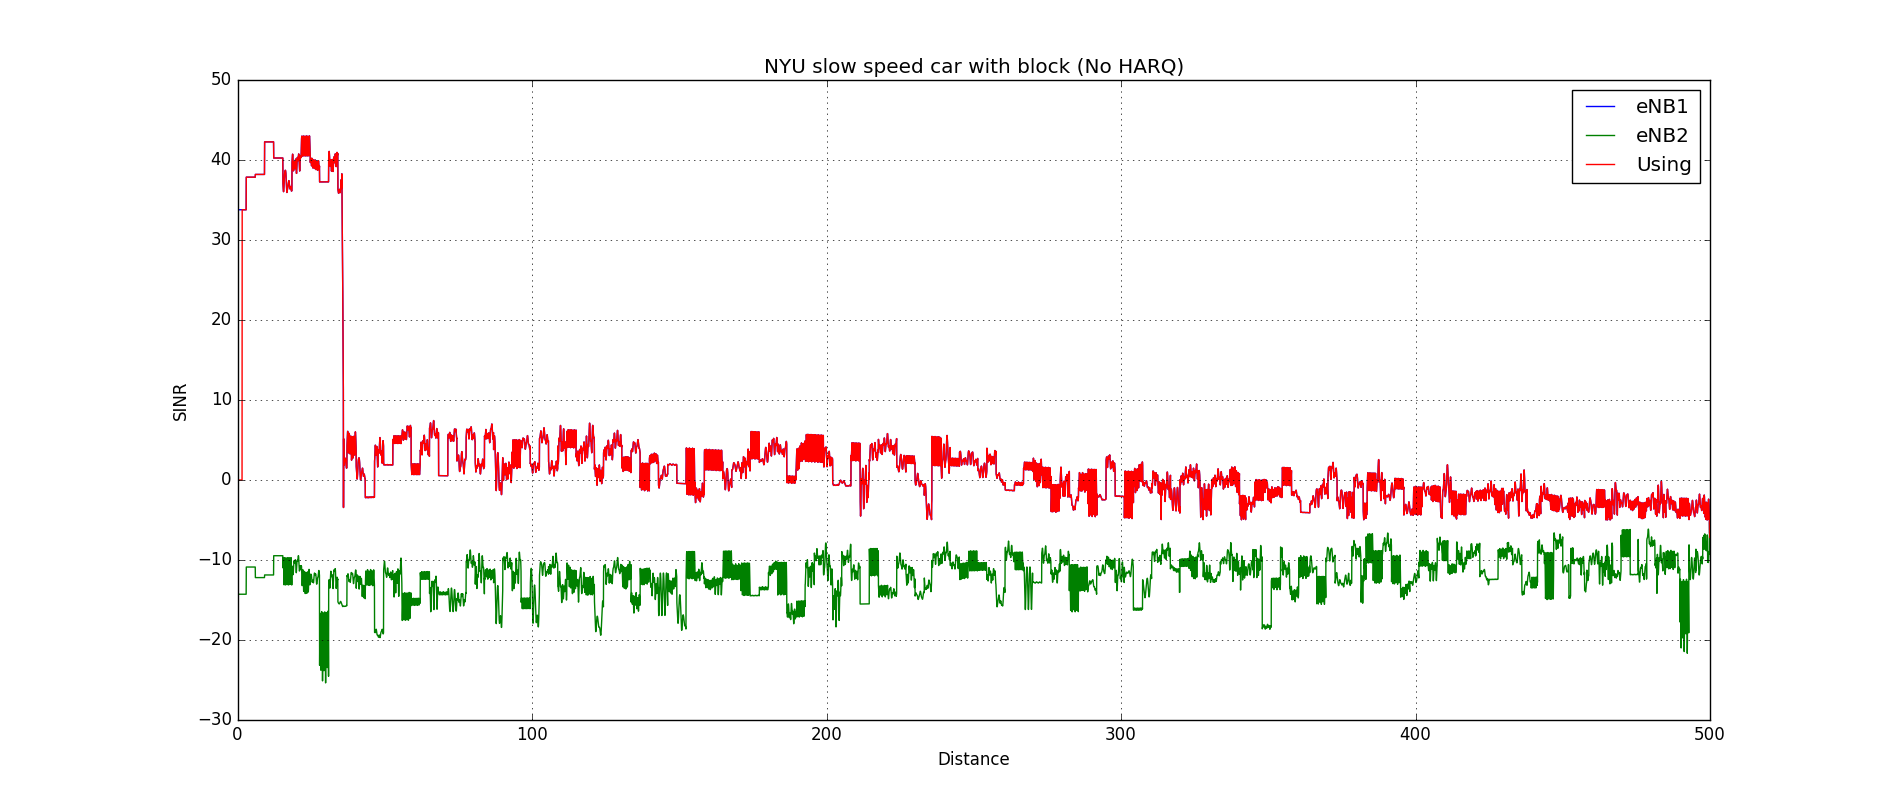 NYU slow speed car with block (No HARQ)
50
40
30
20
10
0
−10
−20
−30
SINR
eNB1
eNB2
Using
0 100 200 300 400 500
Distance